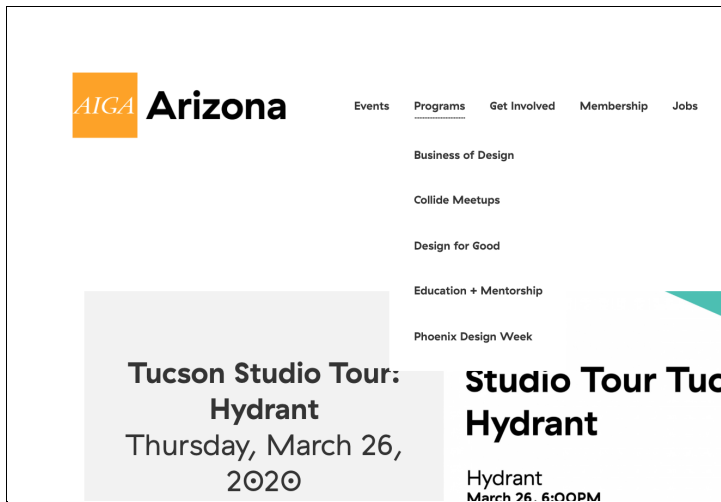 AIGA Arizona
Events Programs Get Involved Membership Jobs
Business of Design
Collide Meetups
Design for Good
Education + Mentorship
Phoenix Design Week
Tucson Studio Tour:
Hydrant
Thursday, March 26,
2020
Studio Tour Tuc
Hydrant
Hydrant
March 26, 6:00PM